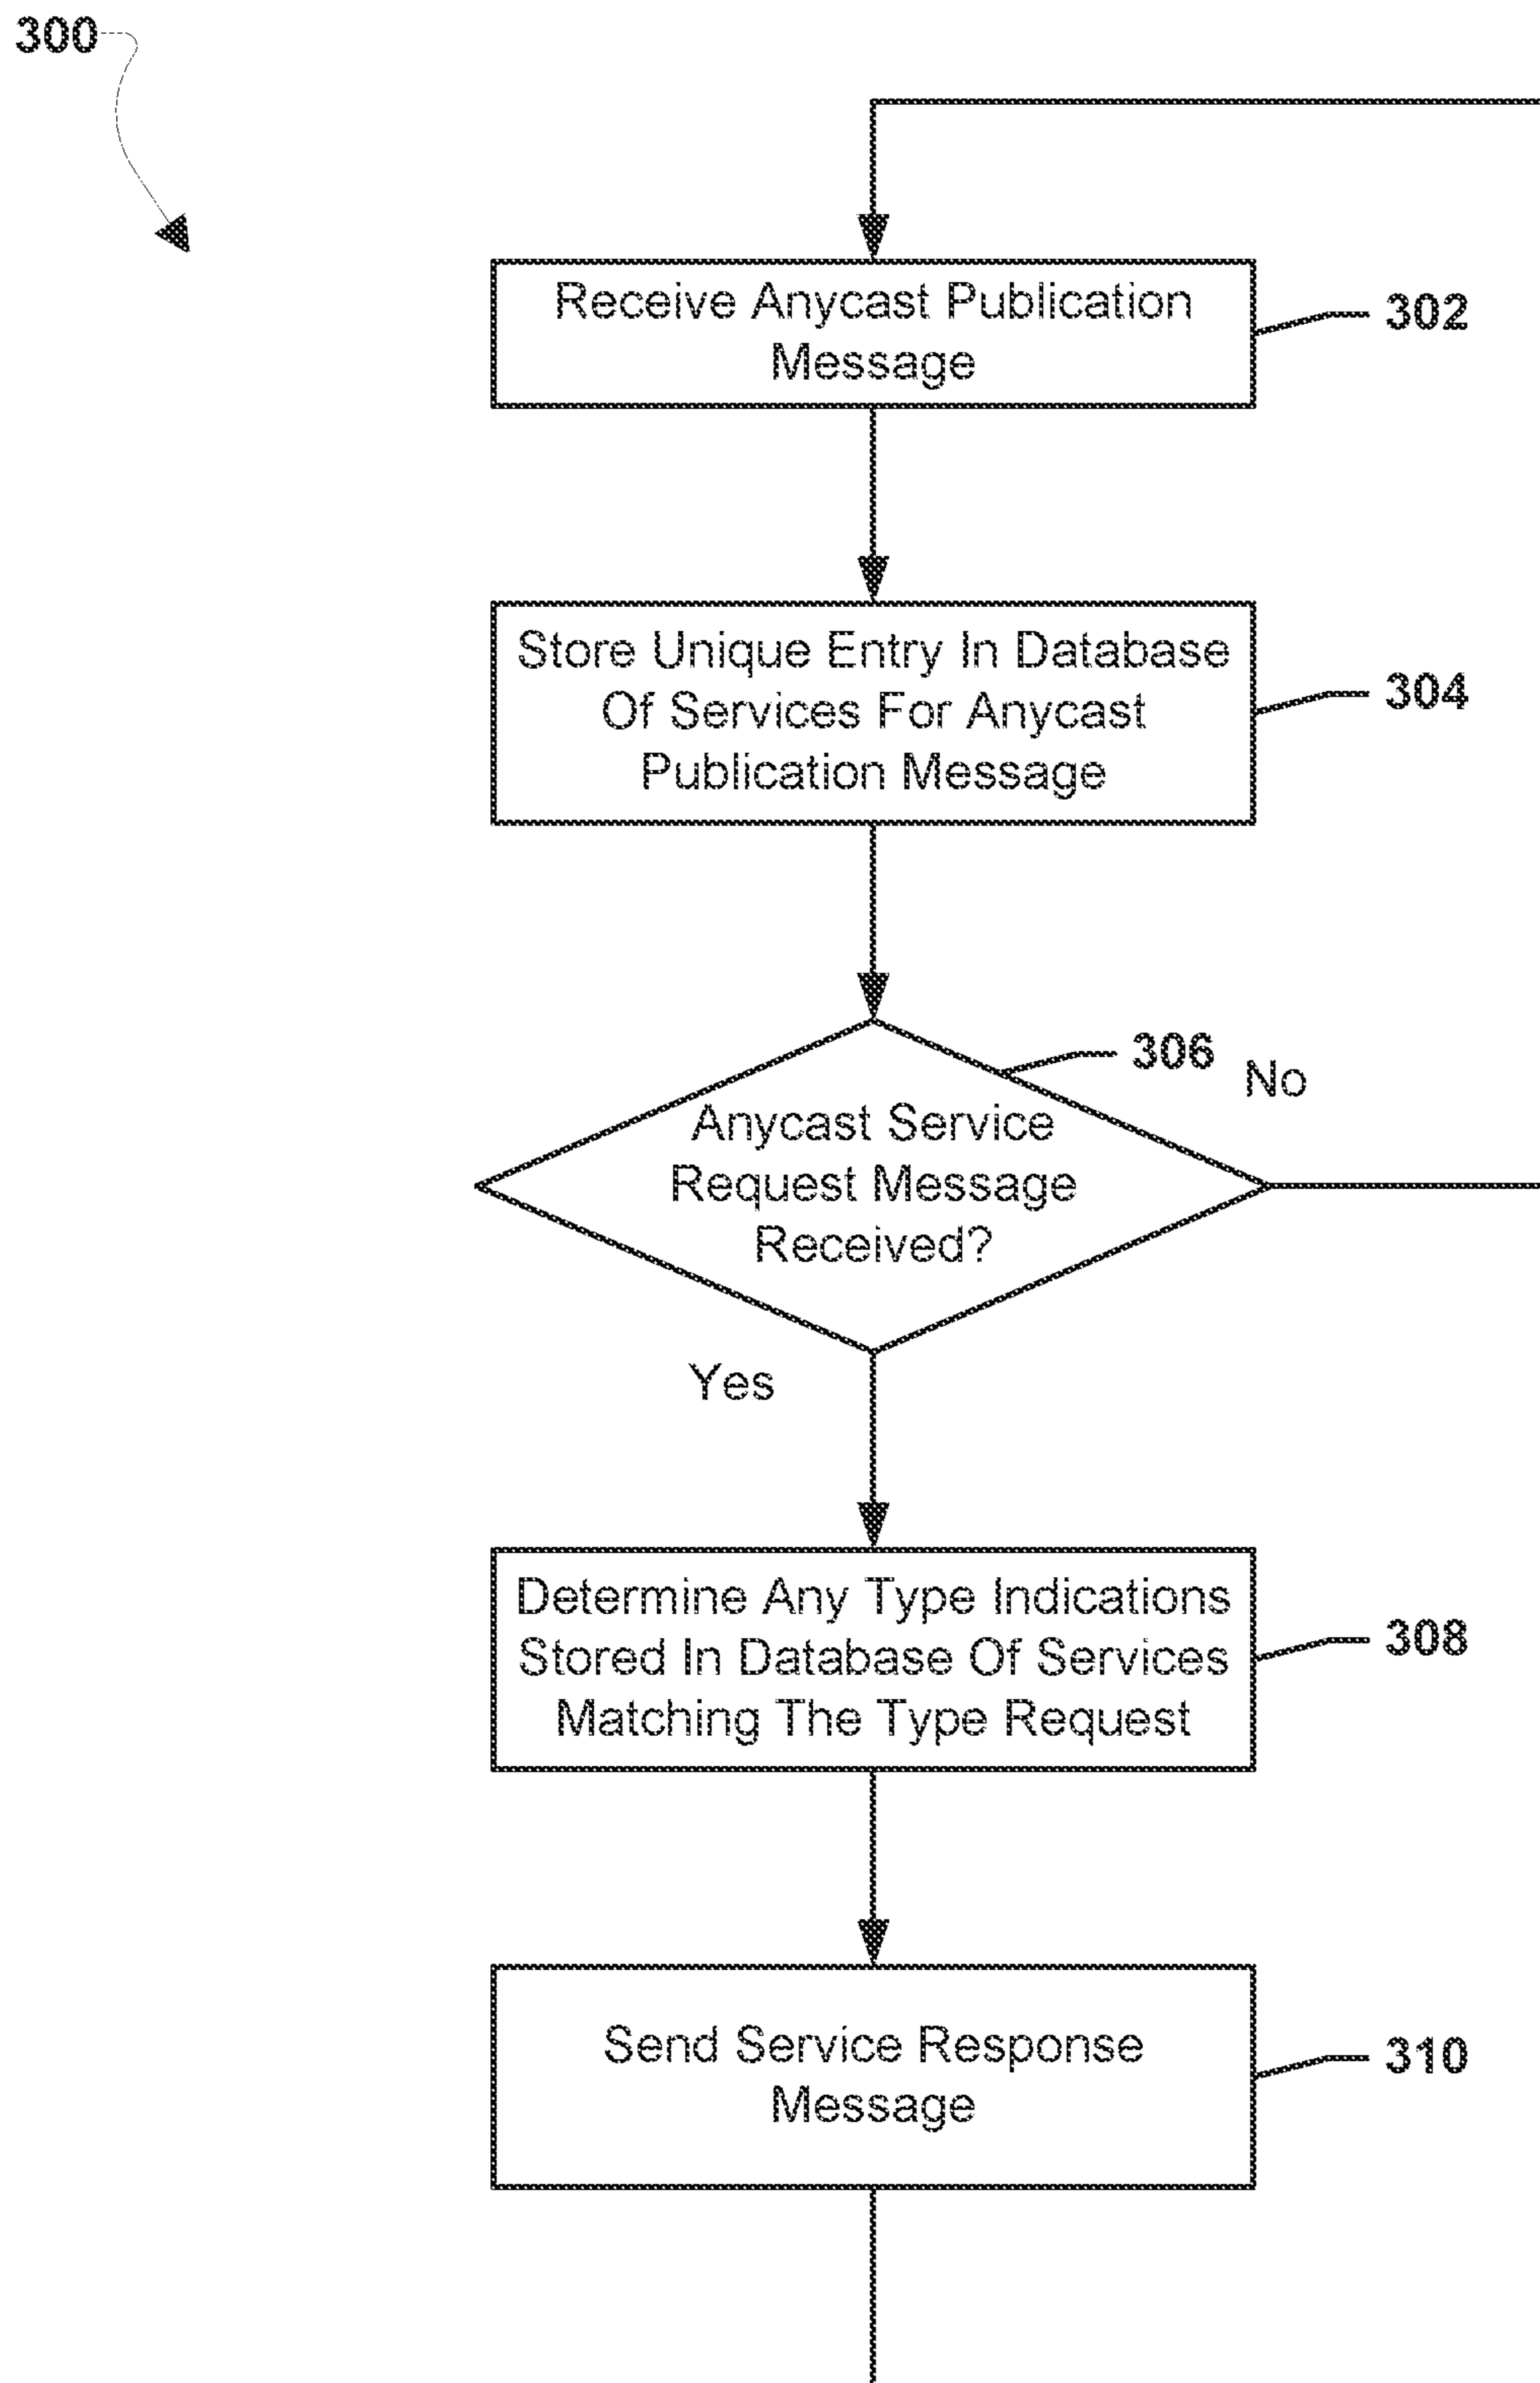 300
Receive Anycast Publication
Message
302
Store Unique Entry In Database
Of Services For Anycast
Publication Message
304
306
No
Anycast Service
Request Message
Received?
Yes
Determine Any Type Indications
Stored In Database Of Services
Matching The Type Request
308
Send Service Response
Message
310